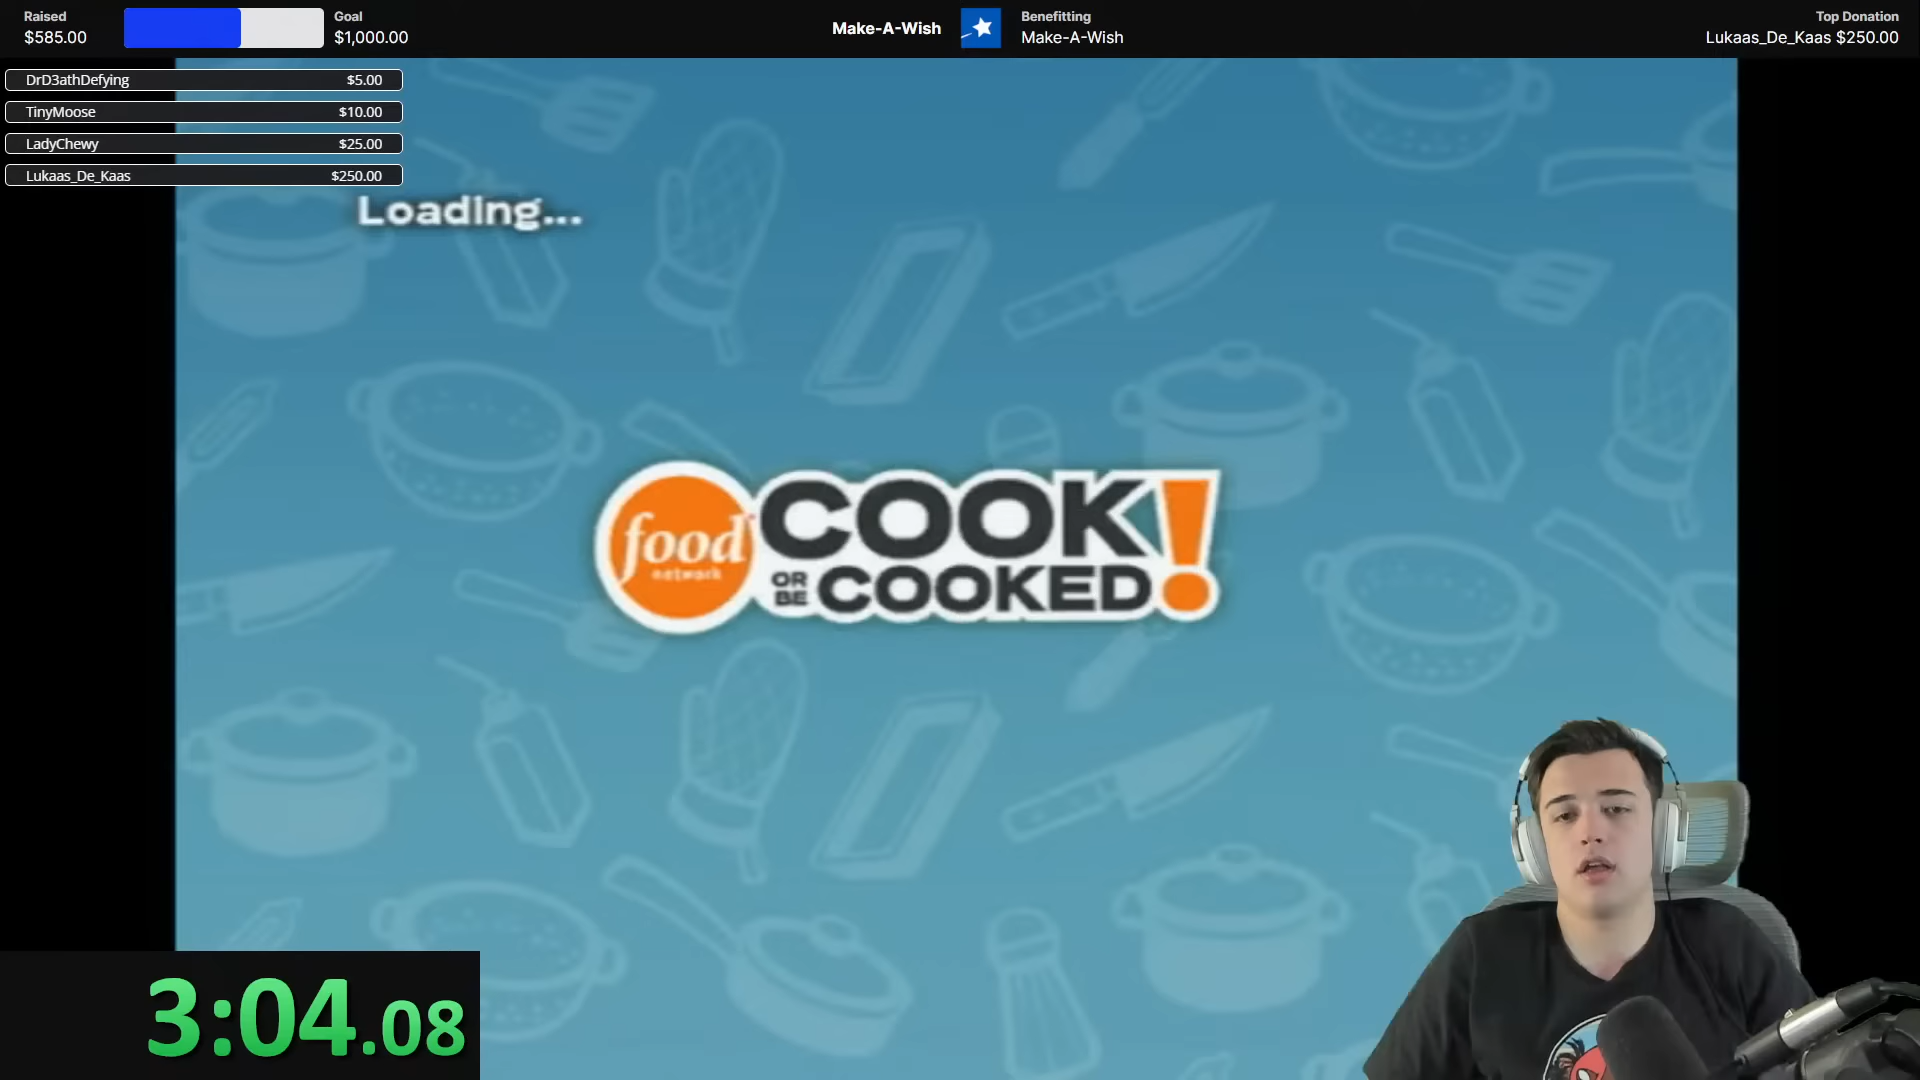 Raised
$585.00
Goal
$1,000.00
Make-A-Wish
Benefitting
Make-A-Wish
Top Donation
Lukaas_De_Kaas $250.00
DrD3athDefying $5.00
TinyMoose $10.00
LadyChewy $25.00
Lukaas_De_Kaas $250.00
Loading...
food
network
COOK
OR BE
COOKED!
3:04.08